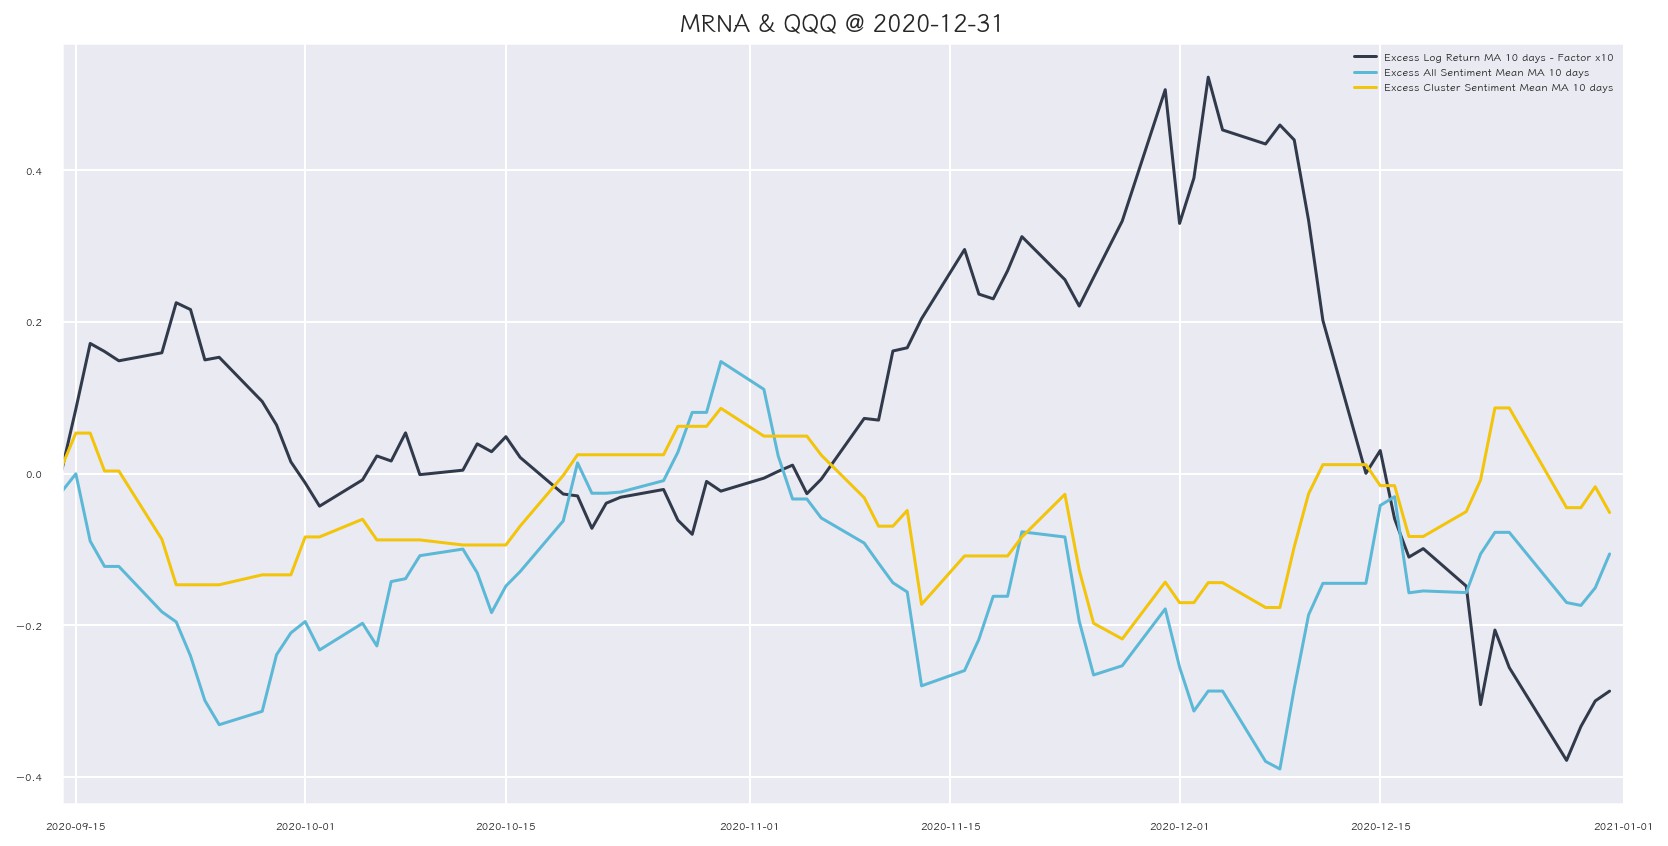 MRNA & QQQ @ 2020-12-31
Excess Log Return MA 10 days - Factor x10
Excess All Sentiment Mean MA 10 days
Excess Cluster Sentiment Mean MA 10 days
0.4
0.2
0.0
−0.2
−0.4
2020-09-15 2020-10-01 2020-10-15 2020-11-01 2020-11-15 2020-12-01 2020-12-15 2021-01-01